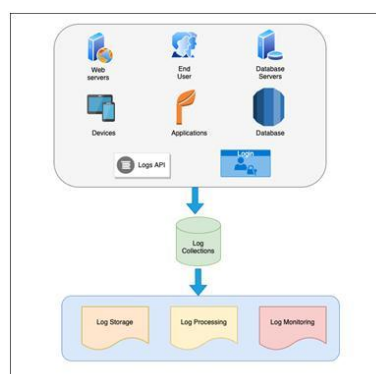 Web
servers
End
User
Database
Servers
Devices
Applications
Database
Logs API
Login
Log
Collections
Log Storage
Log Processing
Log Monitoring